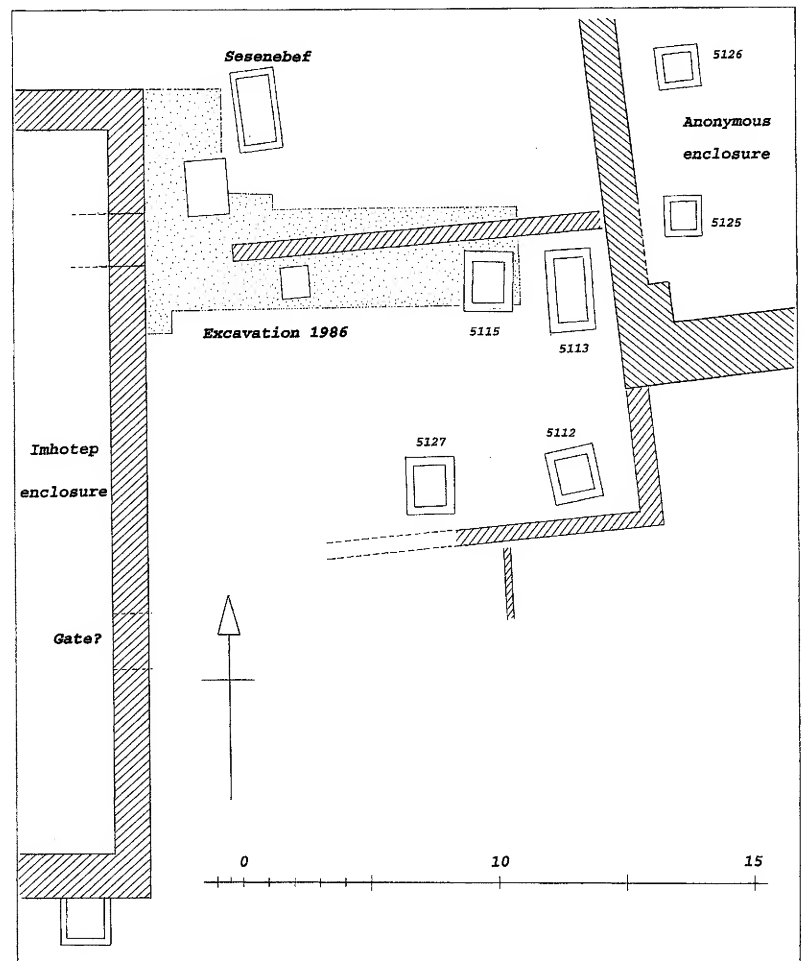 Sesenebef
5126
Anonymous
enclosure
5125
Excavation 1986
5115
5113
Imhotep
enclosure
5127
5112
Gate?
0 10 15